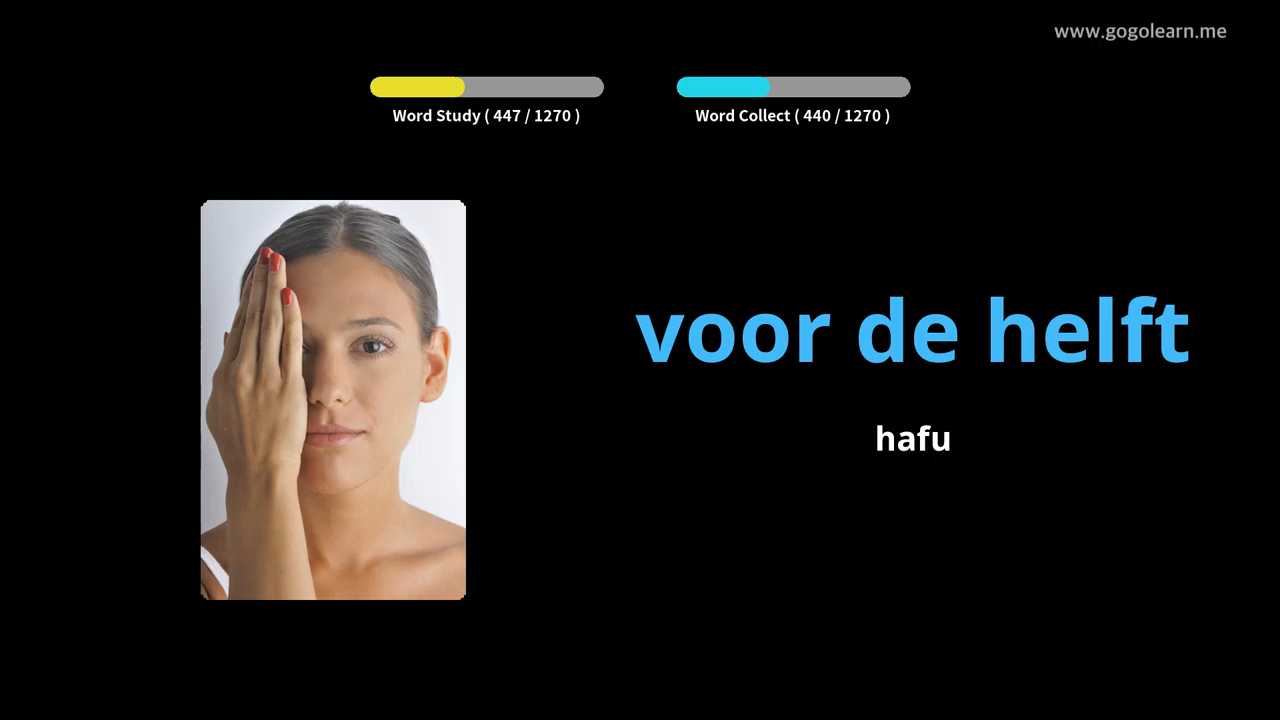 www.gogolearn.me
Word Study ( 447 / 1270 )
Word Collect ( 440 / 1270 )
voor de helft
hafu